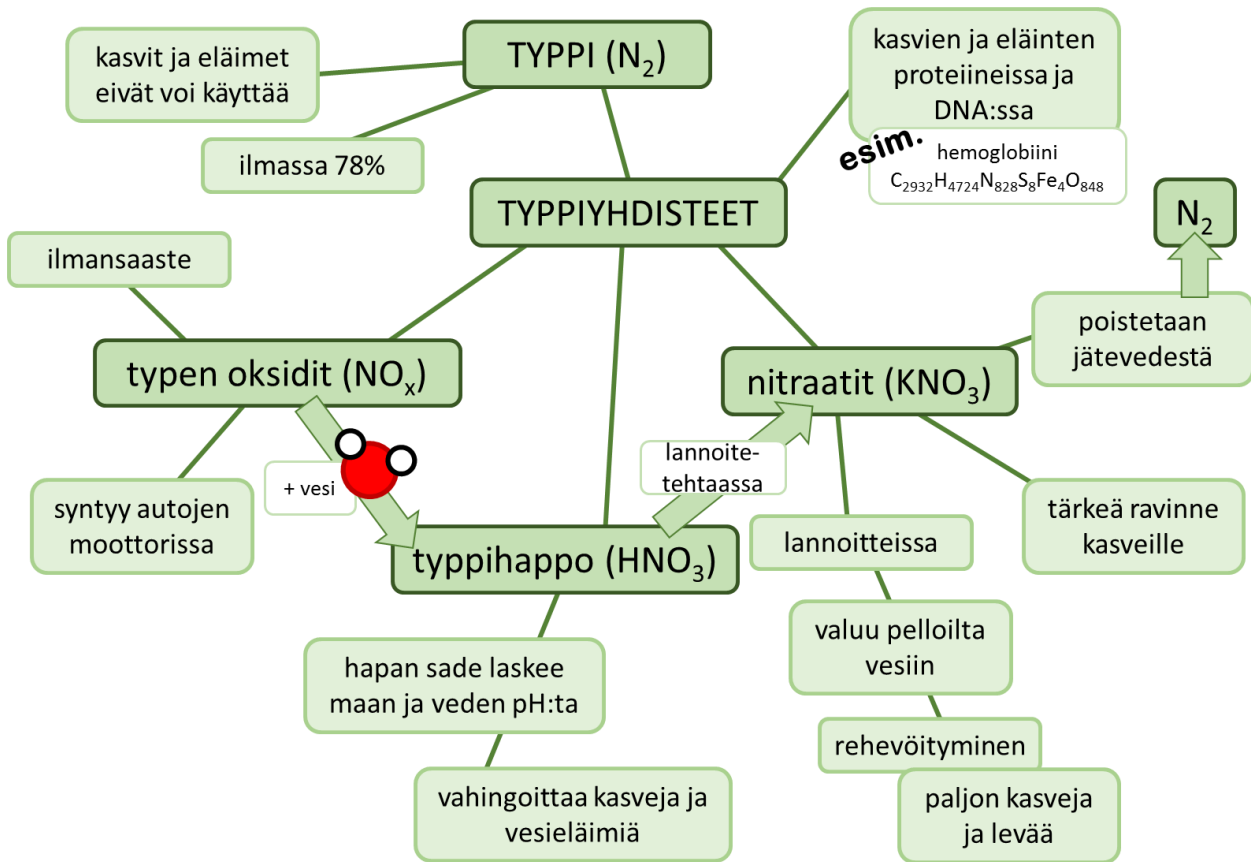 TYPPI (N₂)
kasvit ja eläimet
eivät voi käyttää
ilmassa 78%
kasvien ja eläinten
proteiineissa ja
DNA:ssa
esim.
hemoglobiini
C₂₉₃₂H₄₇₂₄N₈₂₈S₈Fe₄O₈₄₈
TYPPIYHDISTEET
N₂
ilmansaaste
poistetaan
jätevedestä
typen oksidit (NOₓ)
nitraatit (KNO₃)
+ vesi
lannoite-
tehtaassa
syntyy autojen
moottorissa
typpihappo (HNO₃)
lannoitteissa
tärkeä ravinne
kasveille
hapan sade laskee
maan ja veden pH:ta
valuu pelloilta
vesiin
rehevöityminen
vahingoittaa kasveja ja
vesieläimiä
paljon kasveja
ja levää